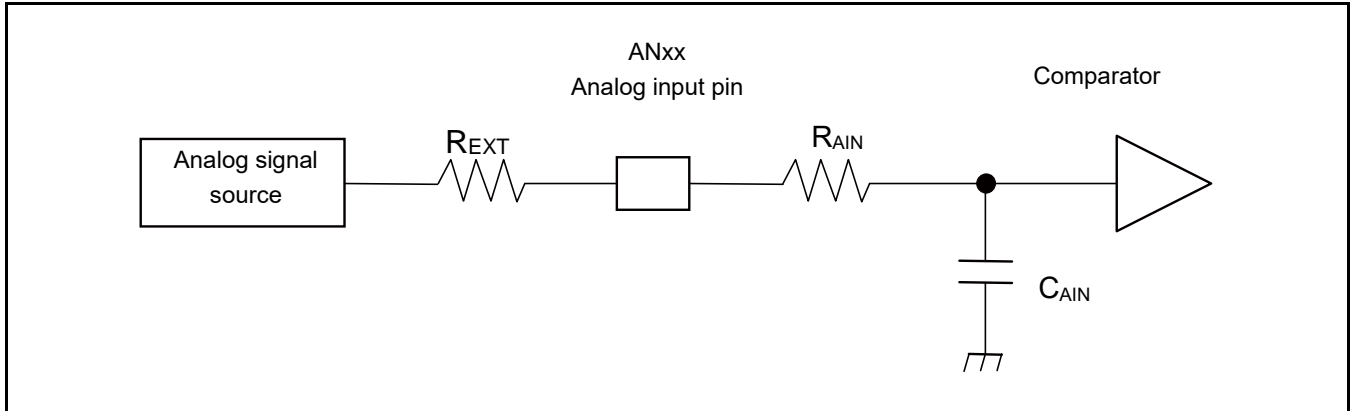 ANxx
Analog input pin
Comparator
Analog signal
source
REXT
RAIN
CAIN